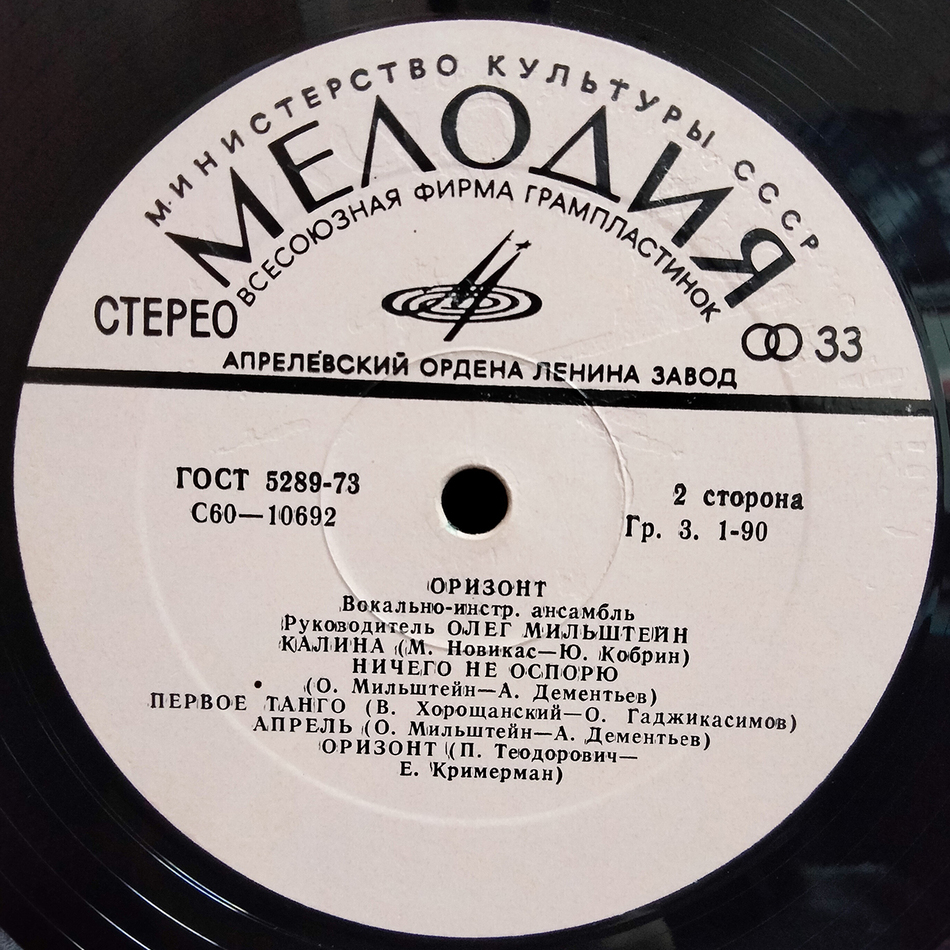 МИНИСТЕРСТВО КУЛЬТУРЫ СССР
МЕЛОДИЯ
ВСЕСОЮЗНАЯ ФИРМА ГРАМПЛАСТИНОК
СТЕРЕО
33
АПРЕЛЕВСКИЙ ОРДЕНА ЛЕНИНА ЗАВОД
ГОСТ 5289-73
С60—10692
2 сторона
Гр. 3. 1-90
ОРИЗОНТ
Вокально-инстр. ансамбль
Руководитель ОЛЕГ МИЛЬШТЕЙН
КАЛИНА (М. Новикас—Ю. Кобрин)
НИЧЕГО НЕ ОСПОРЮ
(О. Мильштейн—А. Дементьев)
ПЕРВОЕ ТАНГО (В. Хорощанский—О. Гаджикасимов)
АПРЕЛЬ (О. Мильштейн—А. Дементьев)
ОРИЗОНТ (П. Теодорович—
Е. Кримерман)